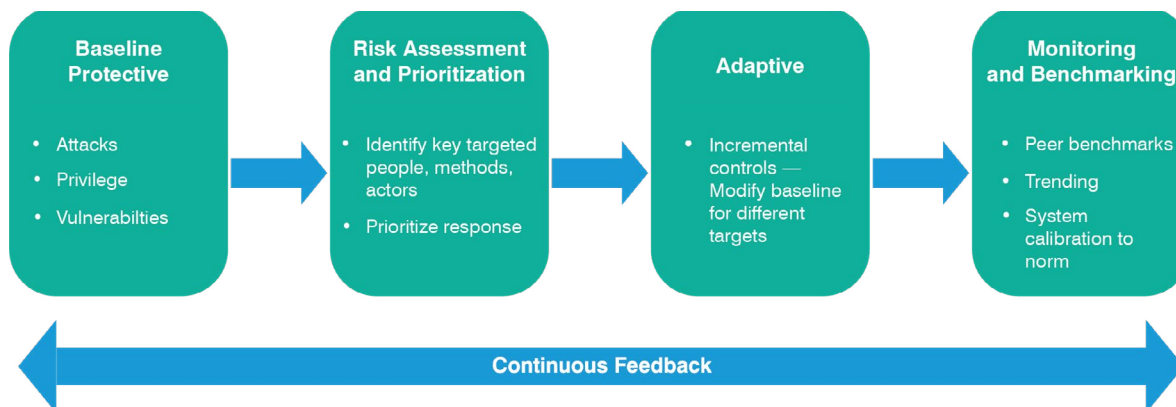 Baseline
Protective
• Attacks
• Privilege
• Vulnerabilties
Risk Assessment
and Prioritization
• Identify key targeted
people, methods,
actors
• Prioritize response
Adaptive
• Incremental
controls —
Modify baseline
for different
targets
Monitoring
and Benchmarking
• Peer benchmarks
• Trending
• System
calibration to
norm
Continuous Feedback